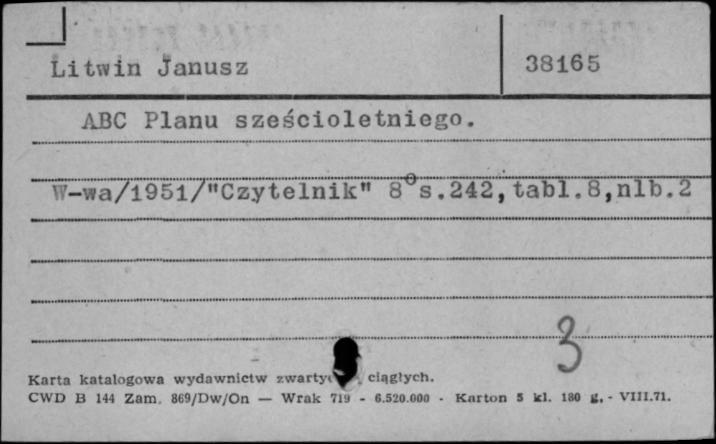 Litwin Janusz 38165
ABC Planu sześcioletniego.
W-wa/1951/"Czytelnik" 8° s.242,tabl.8,nlb.2
3
Karta katalogowa wydawnictw ciągłych.
CWD B 144 Zam. 869/Dw/On — Wrak 719 - 6.520.000 - Karton 5 kl. 180 g. - VIII.71.